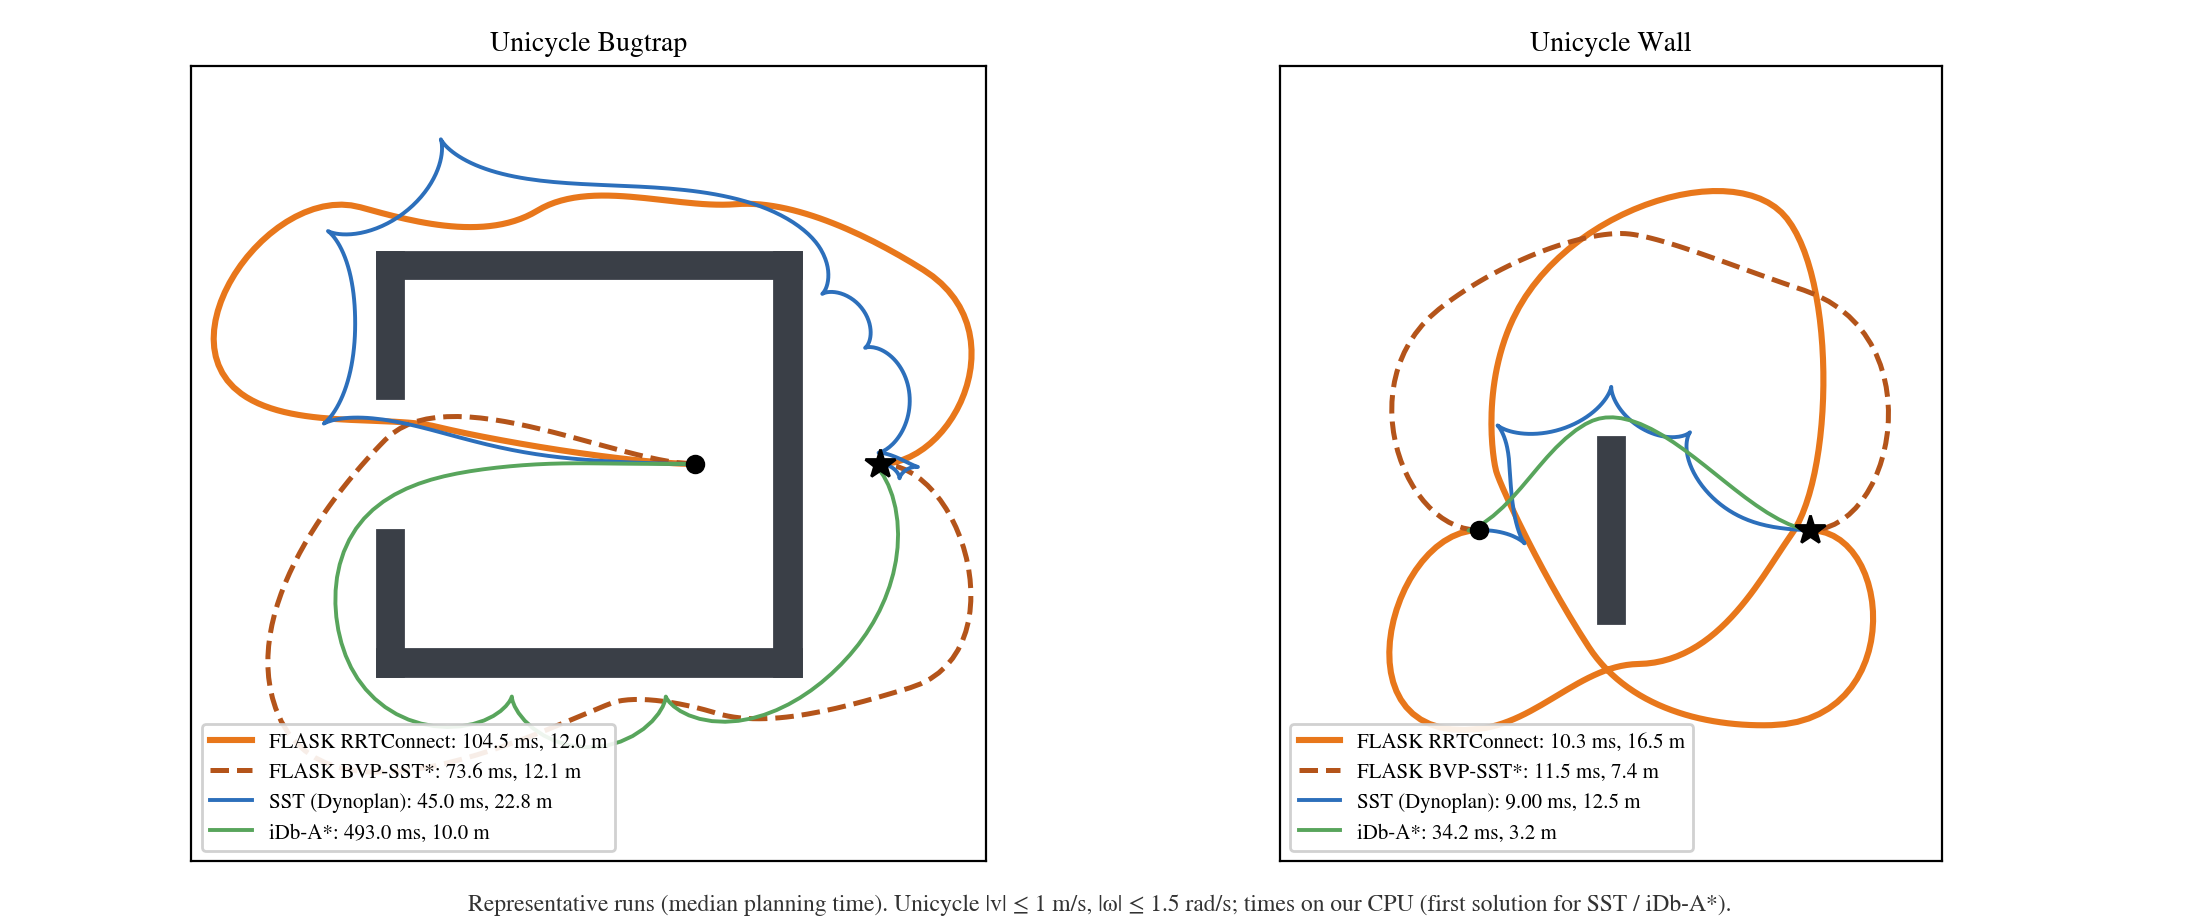 Unicycle Bugtrap
FLASK RRTConnect: 104.5 ms, 12.0 m
FLASK BVP-SST*: 73.6 ms, 12.1 m
SST (Dynoplan): 45.0 ms, 22.8 m
iDb-A*: 493.0 ms, 10.0 m
Unicycle Wall
FLASK RRTConnect: 10.3 ms, 16.5 m
FLASK BVP-SST*: 11.5 ms, 7.4 m
SST (Dynoplan): 9.00 ms, 12.5 m
iDb-A*: 34.2 ms, 3.2 m
Representative runs (median planning time). Unicycle |v| ≤ 1 m/s, |ω| ≤ 1.5 rad/s; times on our CPU (first solution for SST / iDb-A*).